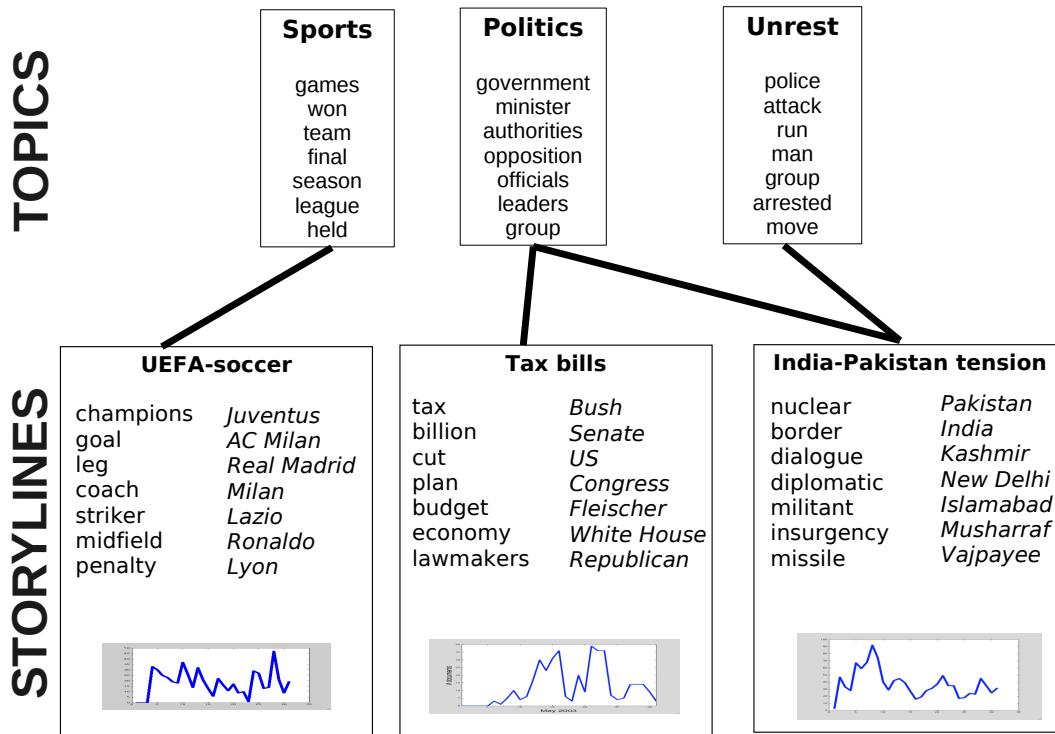 TOPICS
Sports
games
won
team
final
season
league
held
Politics
government
minister
authorities
opposition
officials
leaders
group
Unrest
police
attack
run
man
group
arrested
move
STORYLINES
UEFA-soccer
champions Juventus
goal AC Milan
leg Real Madrid
coach Milan
striker Lazio
midfield Ronaldo
penalty Lyon
Tax bills
tax Bush
billion Senate
cut US
plan Congress
budget Fleischer
economy White House
lawmakers Republican
May 2003
India-Pakistan tension
nuclear Pakistan
border India
dialogue Kashmir
diplomatic New Delhi
militant Islamabad
insurgency Musharraf
missile Vajpayee